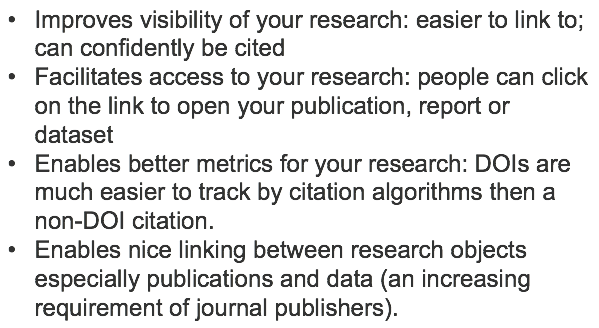 • Improves visibility of your research: easier to link to;
can confidently be cited
• Facilitates access to your research: people can click
on the link to open your publication, report or
dataset
• Enables better metrics for your research: DOIs are
much easier to track by citation algorithms then a
non-DOI citation.
• Enables nice linking between research objects
especially publications and data (an increasing
requirement of journal publishers).